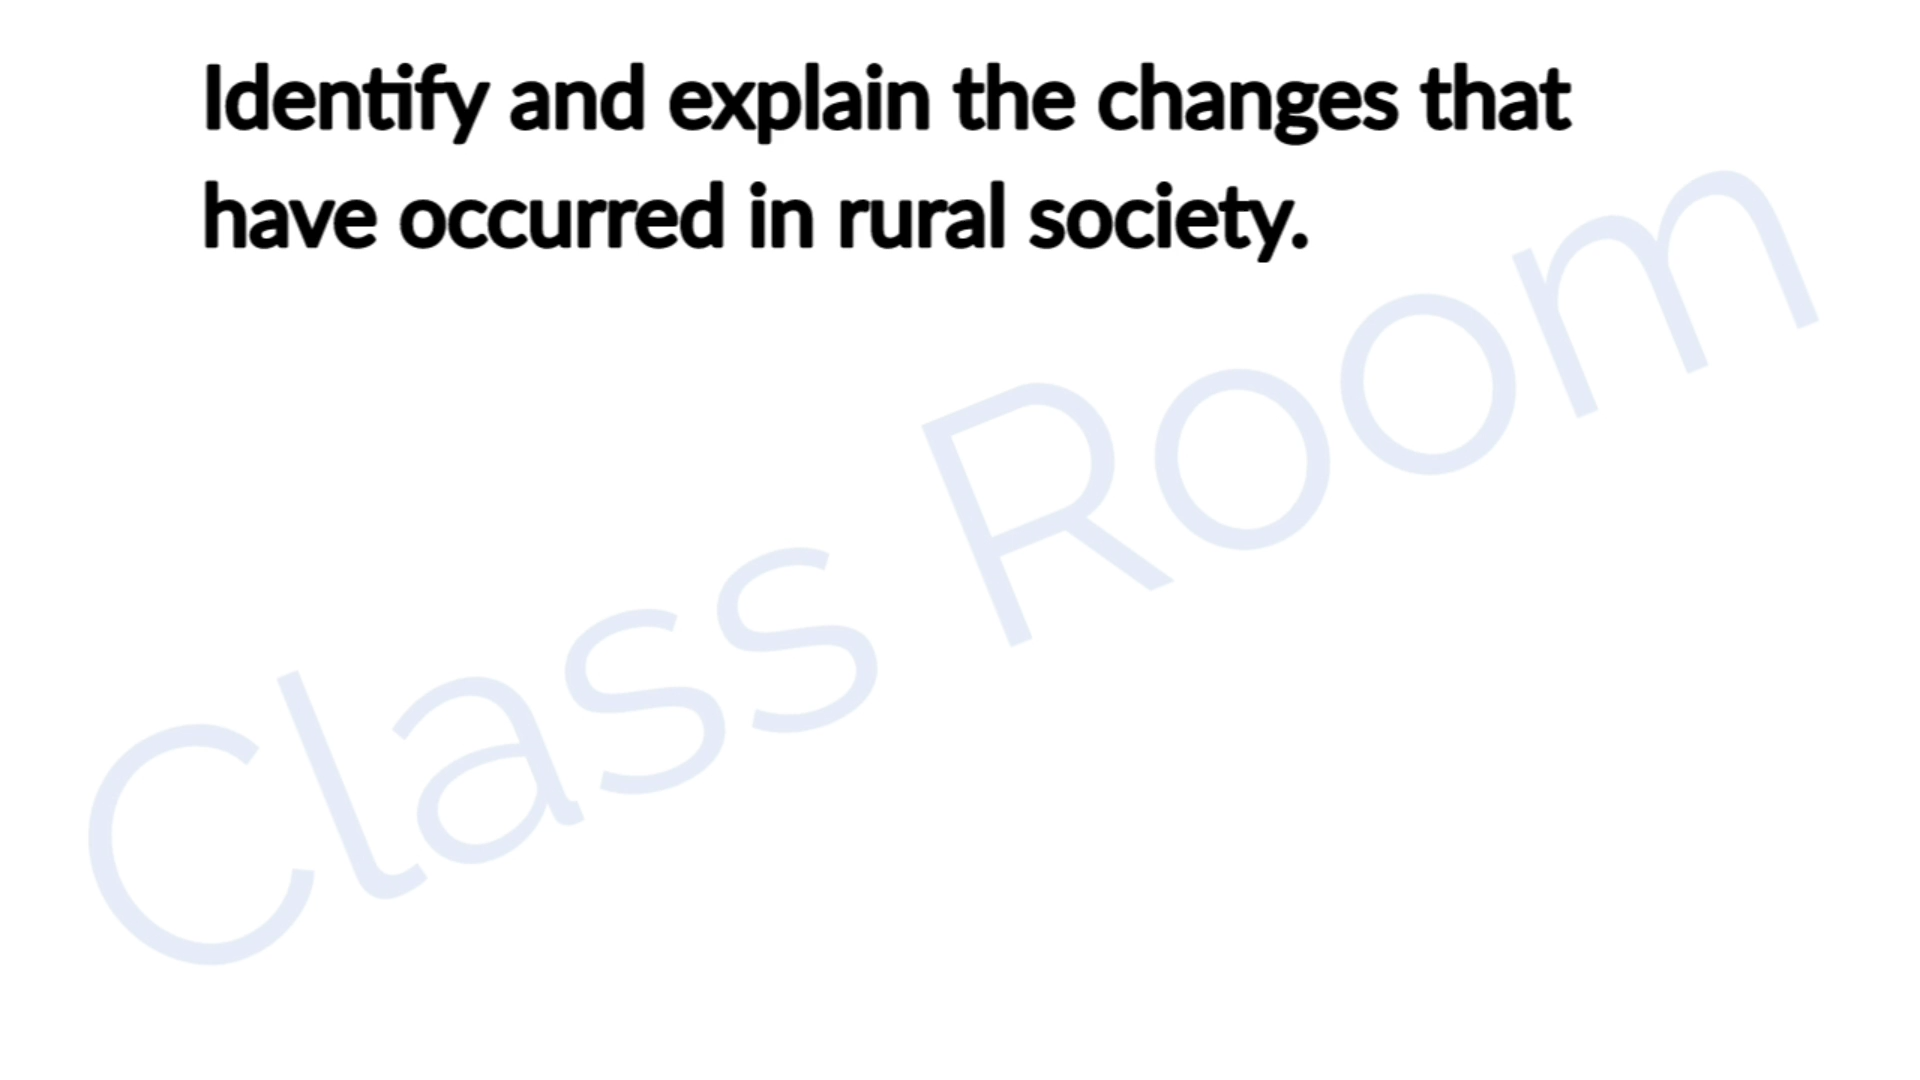 Identify and explain the changes that
have occurred in rural society.
Class Room